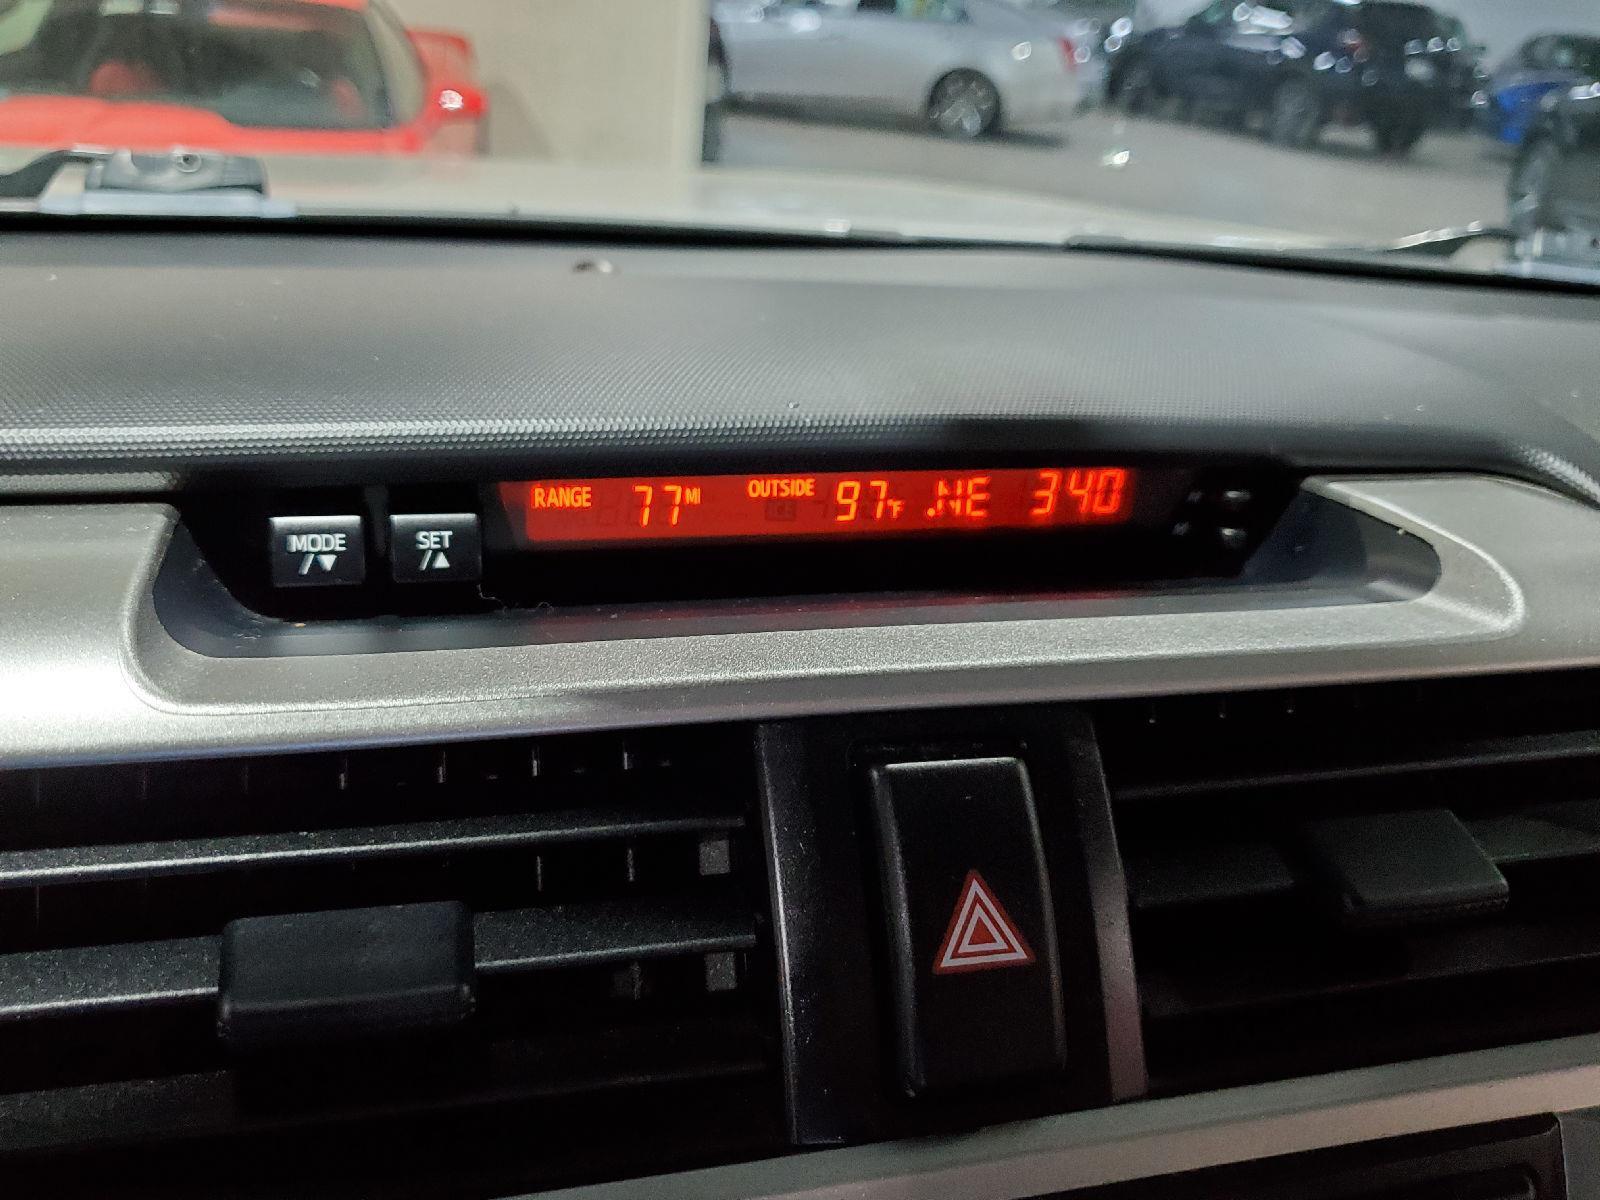 RANGE 77 MI OUTSIDE 97°F .NE 340
MODE
/▼
SET
/▲